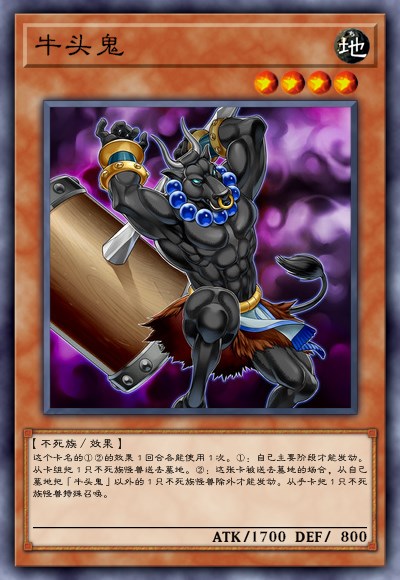 牛头鬼
地
【不死族／效果】
这个卡名的①②的效果1回合各能使用1次。①：自己主要阶段才能发动。
从卡组把1只不死族怪兽送去墓地。②：这张卡被送去墓地的场合，从自己
墓地把「牛头鬼」以外的1只不死族怪兽除外才能发动。从手卡把1只不死
族怪兽特殊召唤。
ATK/1700 DEF/ 800